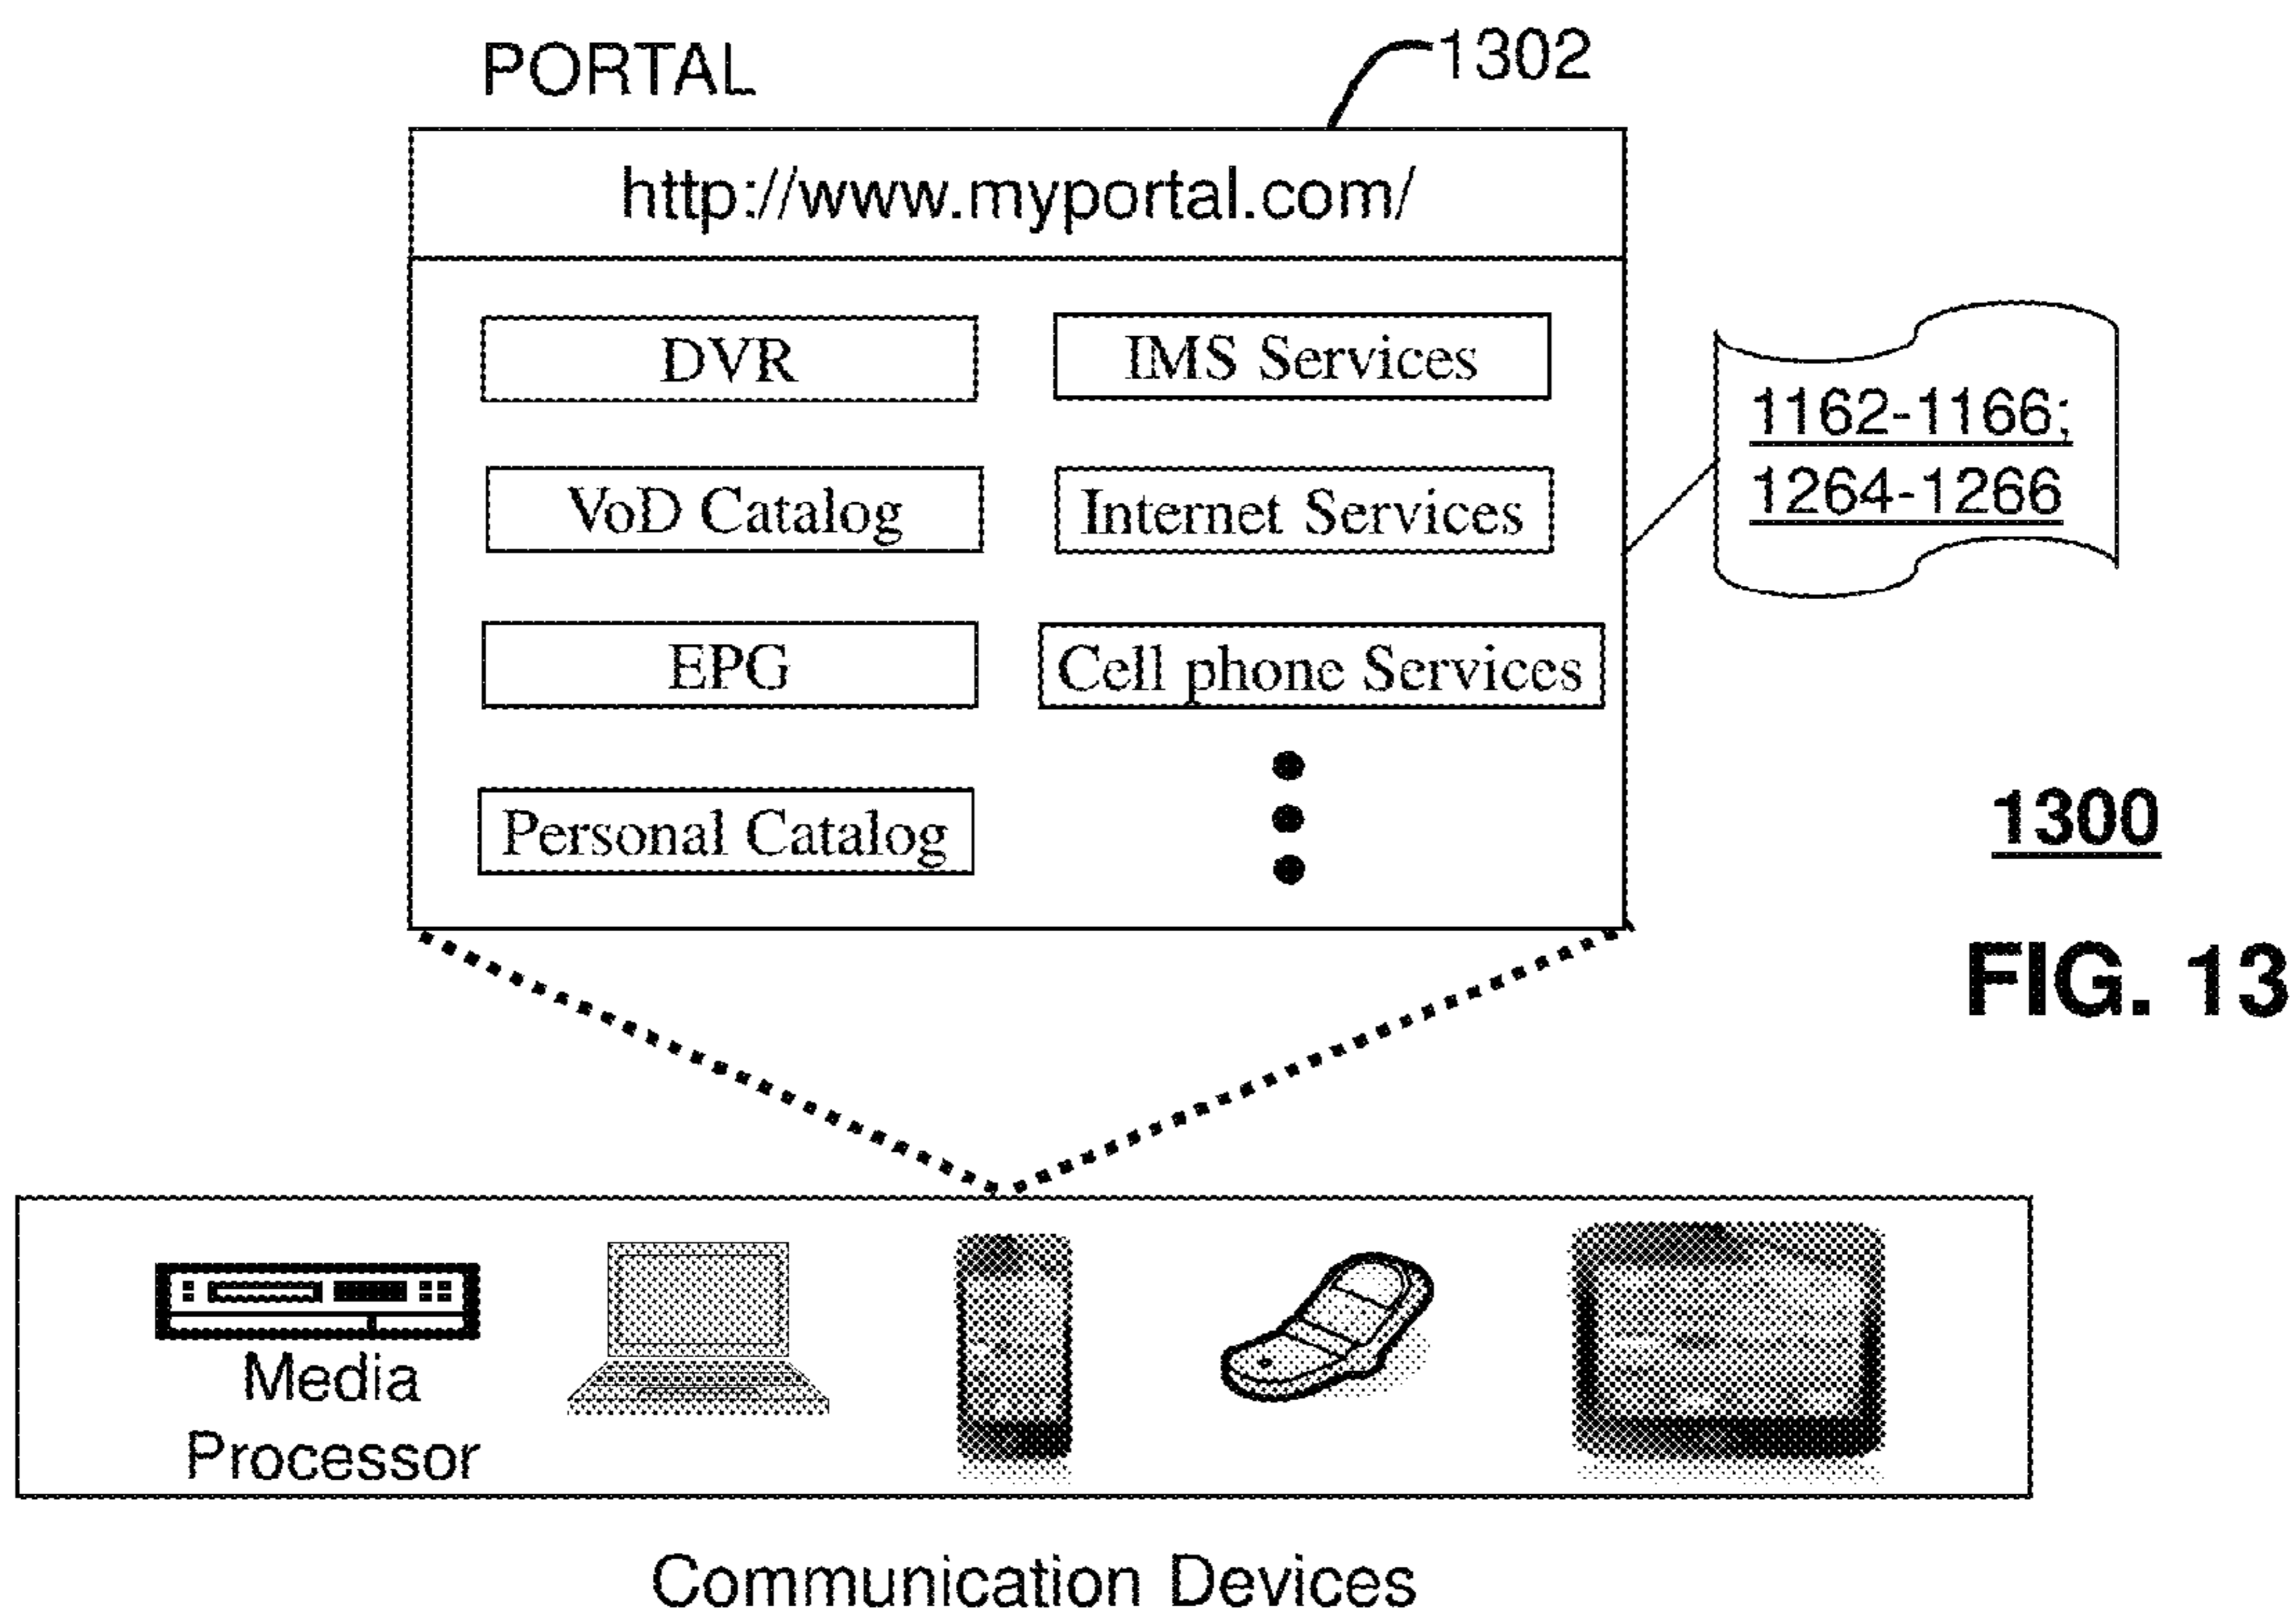 PORTAL
1302
http://www.myportal.com/
DVR
IMS Services
VoD Catalog
Internet Services
EPG
Cell phone Services
Personal Catalog
1162-1166;
1264-1266
1300
FIG. 13
Media
Processor
Communication Devices